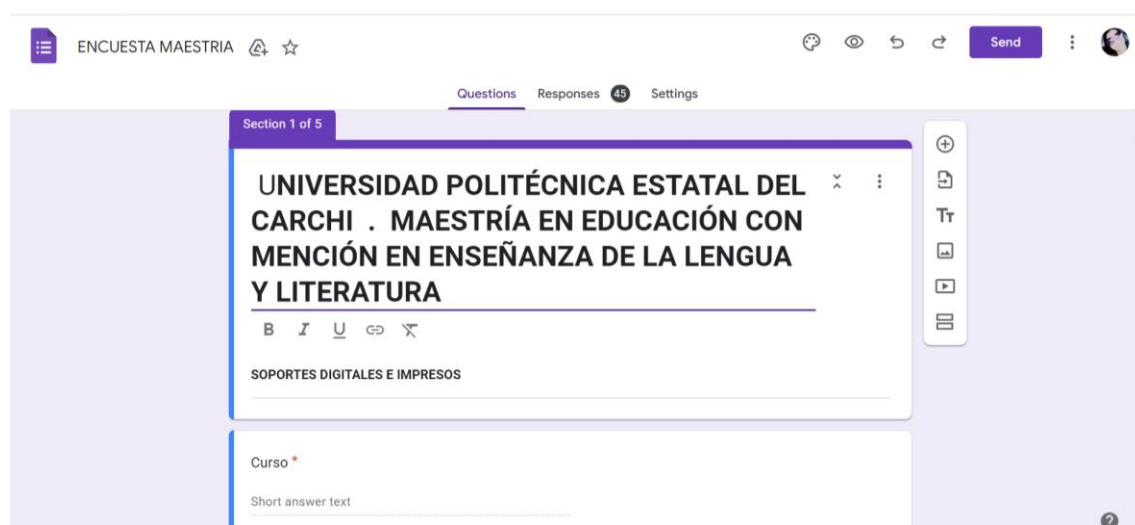 ENCUESTA MAESTRIA
Send
Questions Responses 45 Settings
Section 1 of 5
UNIVERSIDAD POLITÉCNICA ESTATAL DEL
CARCHI . MAESTRÍA EN EDUCACIÓN CON
MENCIÓN EN ENSEÑANZA DE LA LENGUA
Y LITERATURA
B I U
SOPORTES DIGITALES E IMPRESOS
Curso *
Short answer text